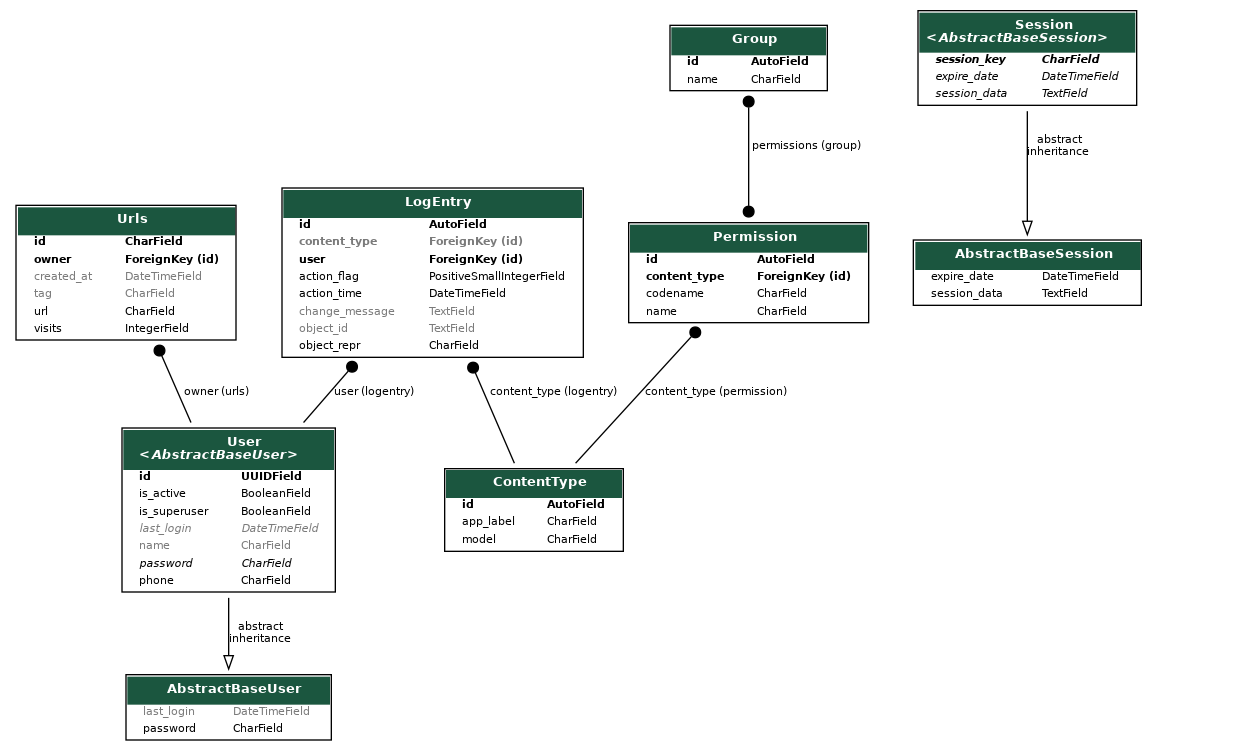 Group
id AutoField
name CharField
permissions (group)
Session
<AbstractBaseSession>
session_key CharField
expire_date DateTimeField
session_data TextField
abstract
inheritance
Urls
id CharField
owner ForeignKey (id)
created_at DateTimeField
tag CharField
url CharField
visits IntegerField
LogEntry
id AutoField
content_type ForeignKey (id)
user ForeignKey (id)
action_flag PositiveSmallIntegerField
action_time DateTimeField
change_message TextField
object_id TextField
object_repr CharField
Permission
id AutoField
content_type ForeignKey (id)
codename CharField
name CharField
AbstractBaseSession
expire_date DateTimeField
session_data TextField
owner (urls)
user (logentry)
content_type (logentry)
content_type (permission)
User
<AbstractBaseUser>
id UUIDField
is_active BooleanField
is_superuser BooleanField
last_login DateTimeField
name CharField
password CharField
phone CharField
ContentType
id AutoField
app_label CharField
model CharField
abstract
inheritance
AbstractBaseUser
last_login DateTimeField
password CharField